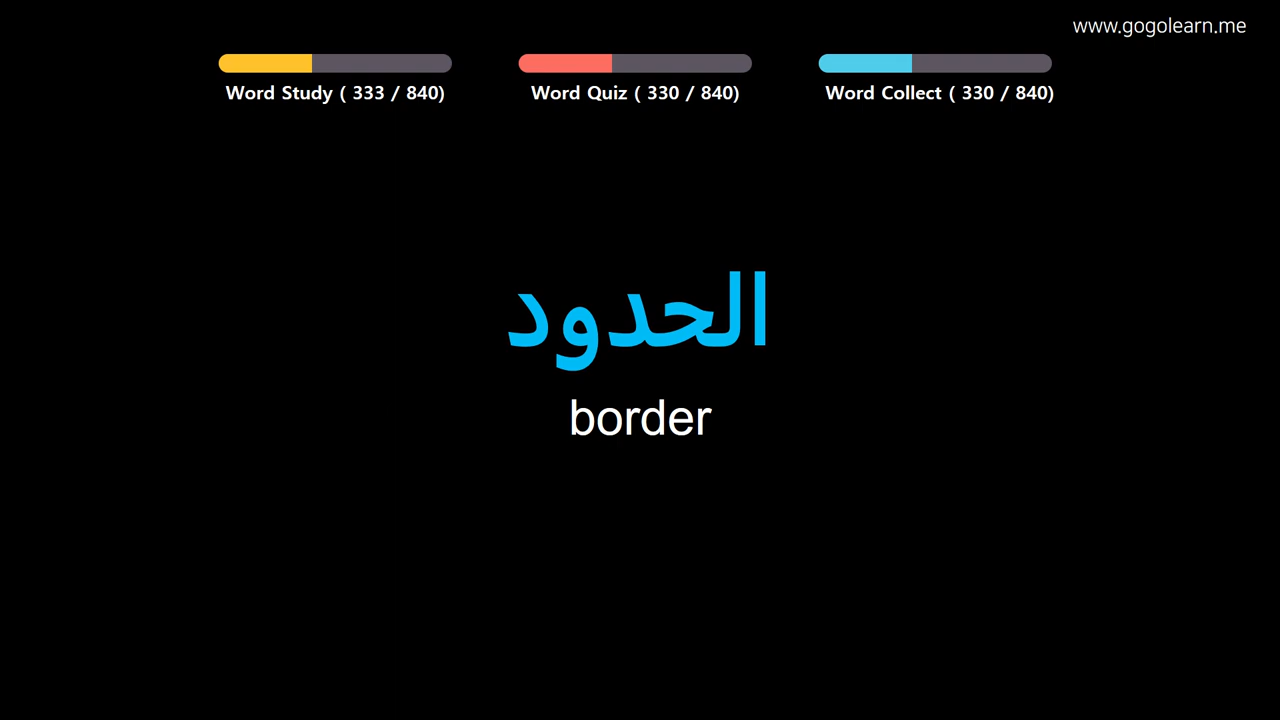 www.gogolearn.me
Word Study ( 333 / 840)
Word Quiz ( 330 / 840)
Word Collect ( 330 / 840)
الحدود
border